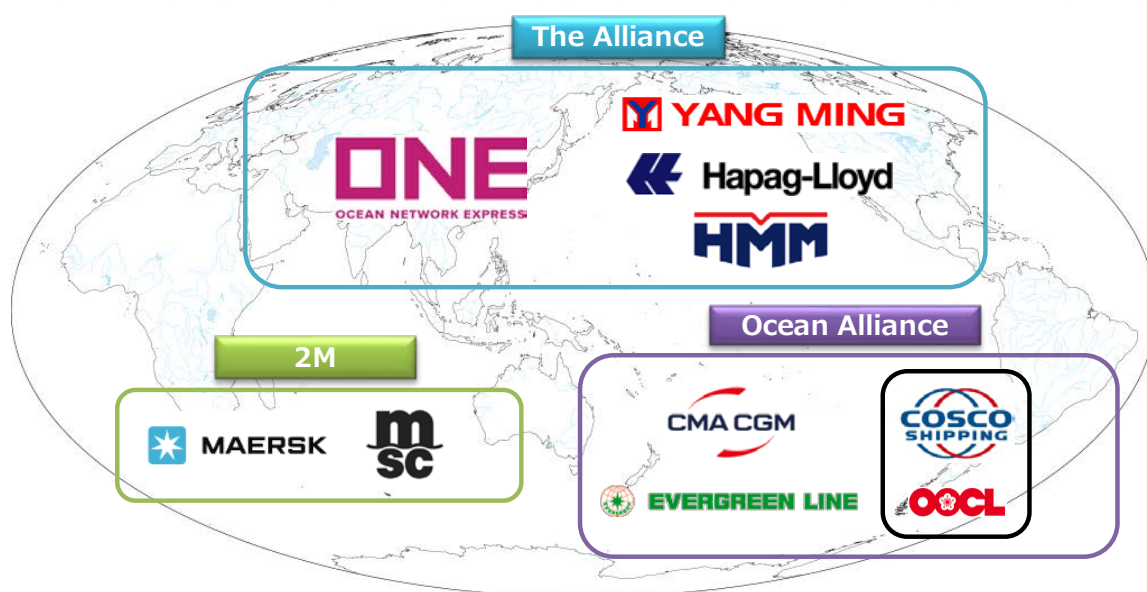 The Alliance
ONE
OCEAN NETWORK EXPRESS
YM YANG MING
Hapag-Lloyd
HMM
2M
MAERSK
msc
Ocean Alliance
CMA CGM
COSCO
SHIPPING
EVERGREEN LINE
OOCL